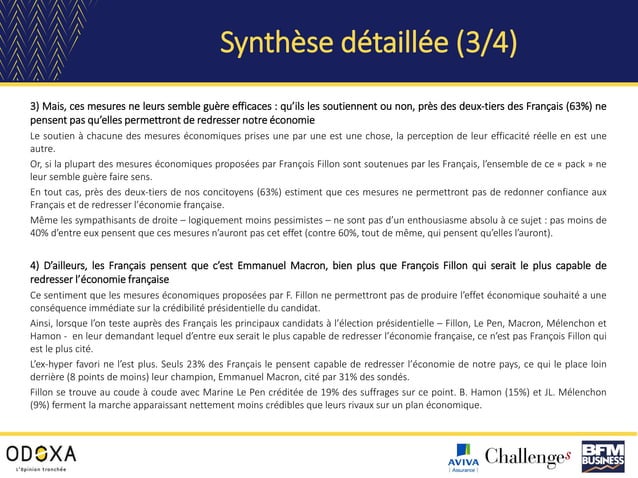 Synthèse détaillée (3/4)
3) Mais, ces mesures ne leurs semble guère efficaces : qu’ils les soutiennent ou non, près des deux-tiers des Français (63%) ne
pensent pas qu’elles permettront de redresser notre économie
Le soutien à chacune des mesures économiques prises une par une est une chose, la perception de leur efficacité réelle en est une
autre.
Or, si la plupart des mesures économiques proposées par François Fillon sont soutenues par les Français, l’ensemble de ce « pack » ne
leur semble guère faire sens.
En tout cas, près des deux-tiers de nos concitoyens (63%) estiment que ces mesures ne permettront pas de redonner confiance aux
Français et de redresser l’économie française.
Même les sympathisants de droite – logiquement moins pessimistes – ne sont pas d’un enthousiasme absolu à ce sujet : pas moins de
40% d’entre eux pensent que ces mesures n’auront pas cet effet (contre 60%, tout de même, qui pensent qu’elles l’auront).
4) D’ailleurs, les Français pensent que c’est Emmanuel Macron, bien plus que François Fillon qui serait le plus capable de
redresser l’économie française
Ce sentiment que les mesures économiques proposées par F. Fillon ne permettront pas de produire l’effet économique souhaité a une
conséquence immédiate sur la crédibilité présidentielle du candidat.
Ainsi, lorsque l’on teste auprès des Français les principaux candidats à l’élection présidentielle – Fillon, Le Pen, Macron, Mélenchon et
Hamon - en leur demandant lequel d’entre eux serait le plus capable de redresser l’économie française, ce n’est pas François Fillon qui
est le plus cité.
L’ex-hyper favori ne l’est plus. Seuls 23% des Français le pensent capable de redresser l’économie de notre pays, ce qui le place loin
derrière (8 points de moins) leur champion, Emmanuel Macron, cité par 31% des sondés.
Fillon se trouve au coude à coude avec Marine Le Pen créditée de 19% des suffrages sur ce point. B. Hamon (15%) et JL. Mélenchon
(9%) ferment la marche apparaissant nettement moins crédibles que leurs rivaux sur un plan économique.
ODOXA
L’opinion tranchée
AVIVA
Assurance
Challenges
BFM
BUSINESS